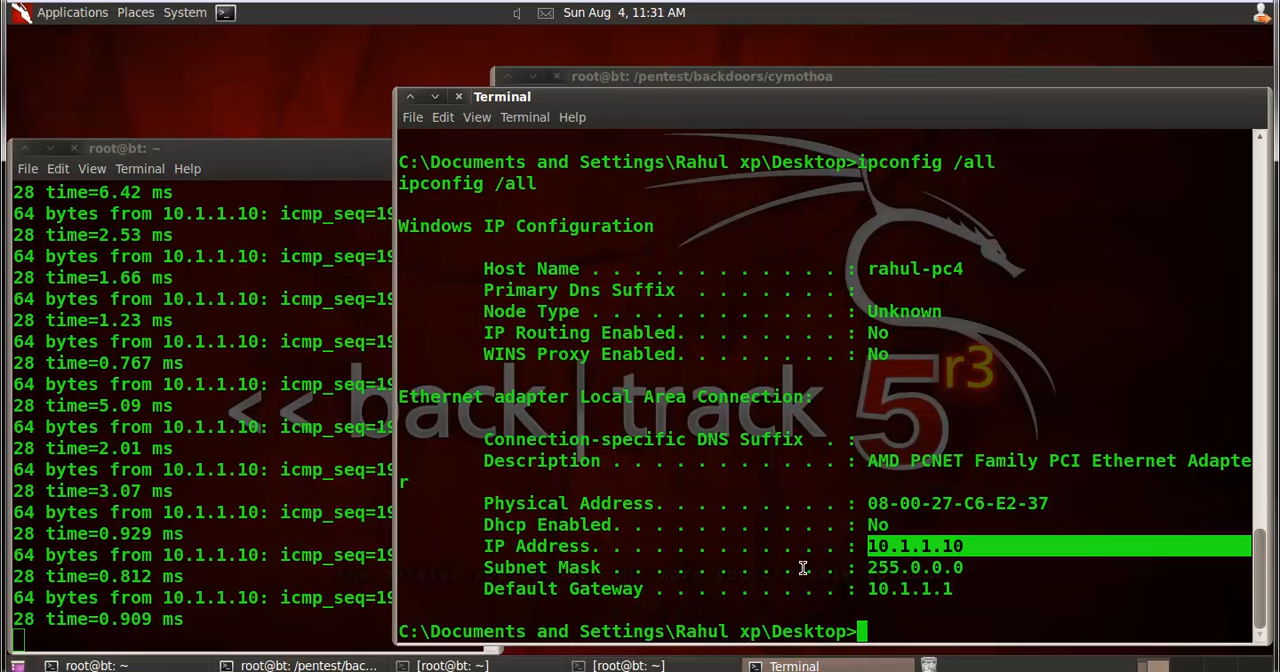 Applications Places System
Sun Aug 4, 11:31 AM
root@bt: /pentest/backdoors/cymothoa
Terminal
File Edit View Terminal Help
C:\Documents and Settings\Rahul xp\Desktop>ipconfig /all
ipconfig /all
Windows IP Configuration
Host Name . . . . . . . . . . . . : rahul-pc4
Primary Dns Suffix . . . . . . . :
Node Type . . . . . . . . . . . . : Unknown
IP Routing Enabled. . . . . . . . : No
WINS Proxy Enabled. . . . . . . . : No
Ethernet adapter Local Area Connection:
Connection-specific DNS Suffix . :
Description . . . . . . . . . . . : AMD PCNET Family PCI Ethernet Adapte
r
Physical Address. . . . . . . . . : 08-00-27-C6-E2-37
Dhcp Enabled. . . . . . . . . . . : No
IP Address. . . . . . . . . . . . : 10.1.1.10
Subnet Mask . . . . . . . . . . . : 255.0.0.0
Default Gateway . . . . . . . . . : 10.1.1.1
C:\Documents and Settings\Rahul xp\Desktop>
<< back | track 5 r3
root@bt: ~
File Edit View Terminal Help
28 time=6.42 ms
64 bytes from 10.1.1.10: icmp_seq=19
28 time=2.53 ms
64 bytes from 10.1.1.10: icmp_seq=19
28 time=1.66 ms
64 bytes from 10.1.1.10: icmp_seq=19
28 time=1.23 ms
64 bytes from 10.1.1.10: icmp_seq=19
28 time=0.767 ms
64 bytes from 10.1.1.10: icmp_seq=19
28 time=5.09 ms
64 bytes from 10.1.1.10: icmp_seq=19
28 time=2.01 ms
64 bytes from 10.1.1.10: icmp_seq=19
28 time=3.07 ms
64 bytes from 10.1.1.10: icmp_seq=19
28 time=0.929 ms
64 bytes from 10.1.1.10: icmp_seq=19
28 time=0.812 ms
64 bytes from 10.1.1.10: icmp_seq=19
28 time=0.909 ms
root@bt: ~
root@bt: /pentest/bac...
[root@bt: ~]
[root@bt: ~]
Terminal